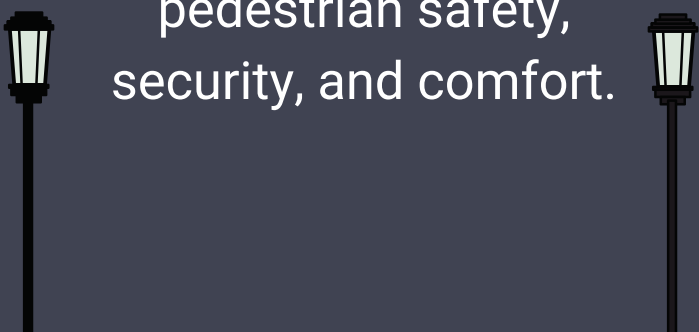 pedestrian safety,
security, and comfort.